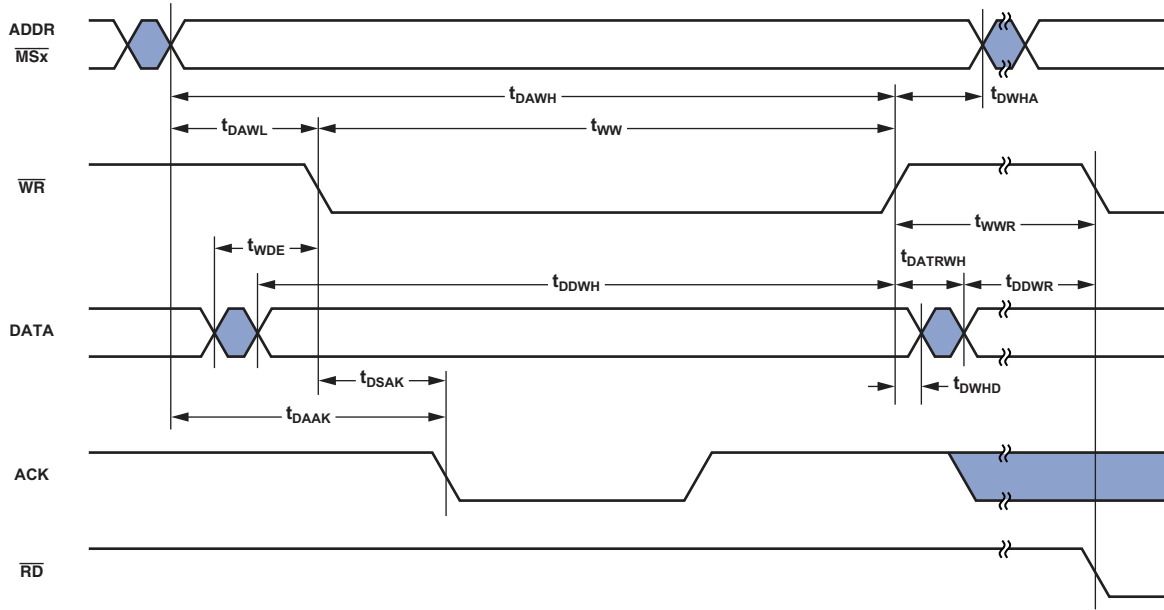 ADDR
MSx
tDAWH
tDWHA
tDAWL
tWW
WR
tWWR
tWDE
tDATRWH
tDDWH
tDDWR
DATA
tDSAK
tDWHD
tDAAK
ACK
RD